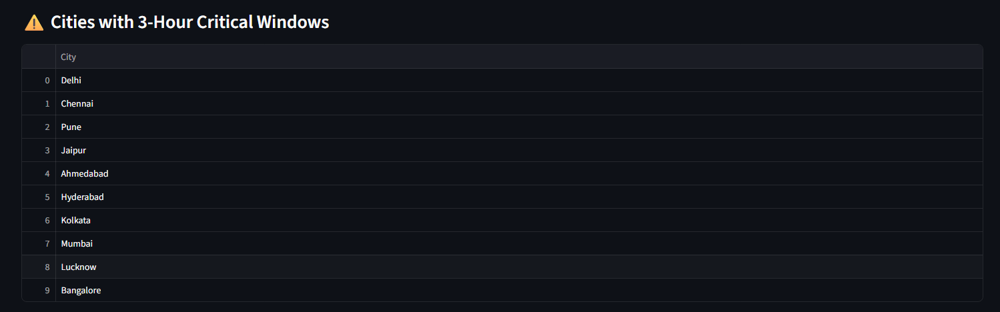 ⚠️ Cities with 3-Hour Critical Windows
City
0 Delhi
1 Chennai
2 Pune
3 Jaipur
4 Ahmedabad
5 Hyderabad
6 Kolkata
7 Mumbai
8 Lucknow
9 Bangalore